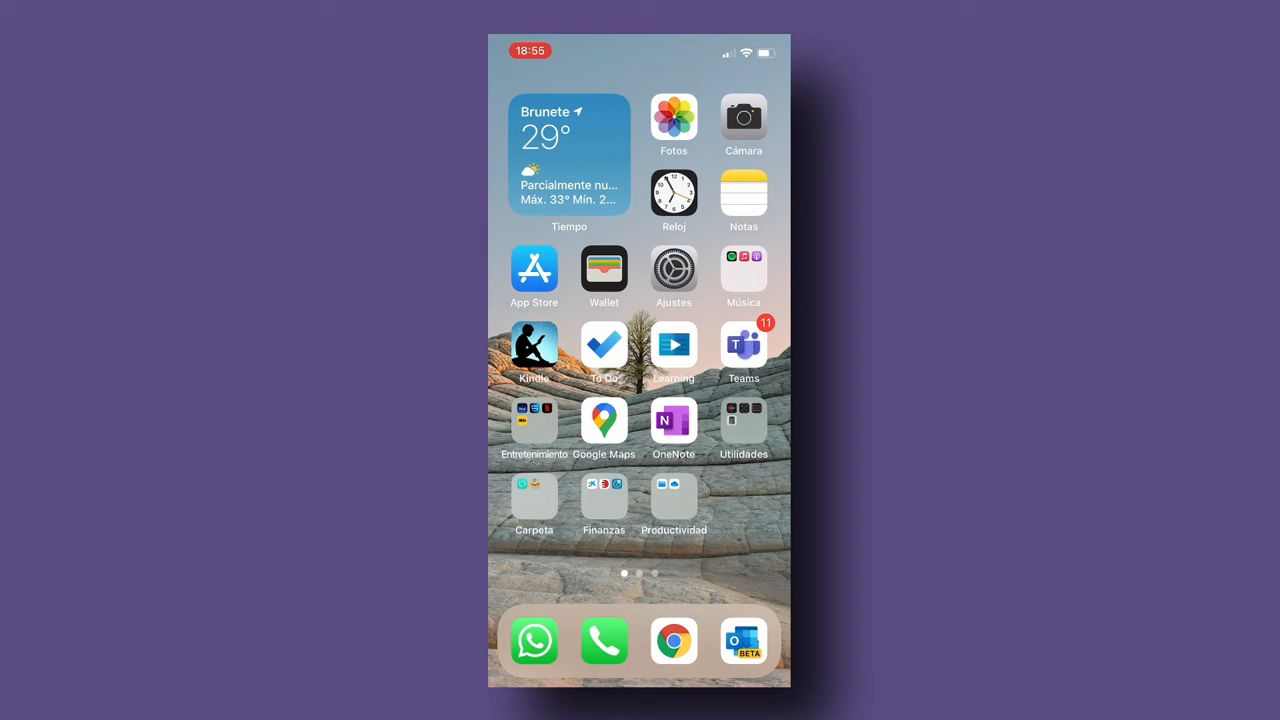 18:55
Brunete
29°
Parcialmente nu...
Máx. 33° Mín. 2...
Tiempo
Fotos
Cámara
Reloj
Notas
App Store
Wallet
Ajustes
Música
11
Kindle
To Do
Learning
Teams
Entretenimiento
Google Maps
OneNote
Utilidades
Carpeta
Finanzas
Productividad
BETA